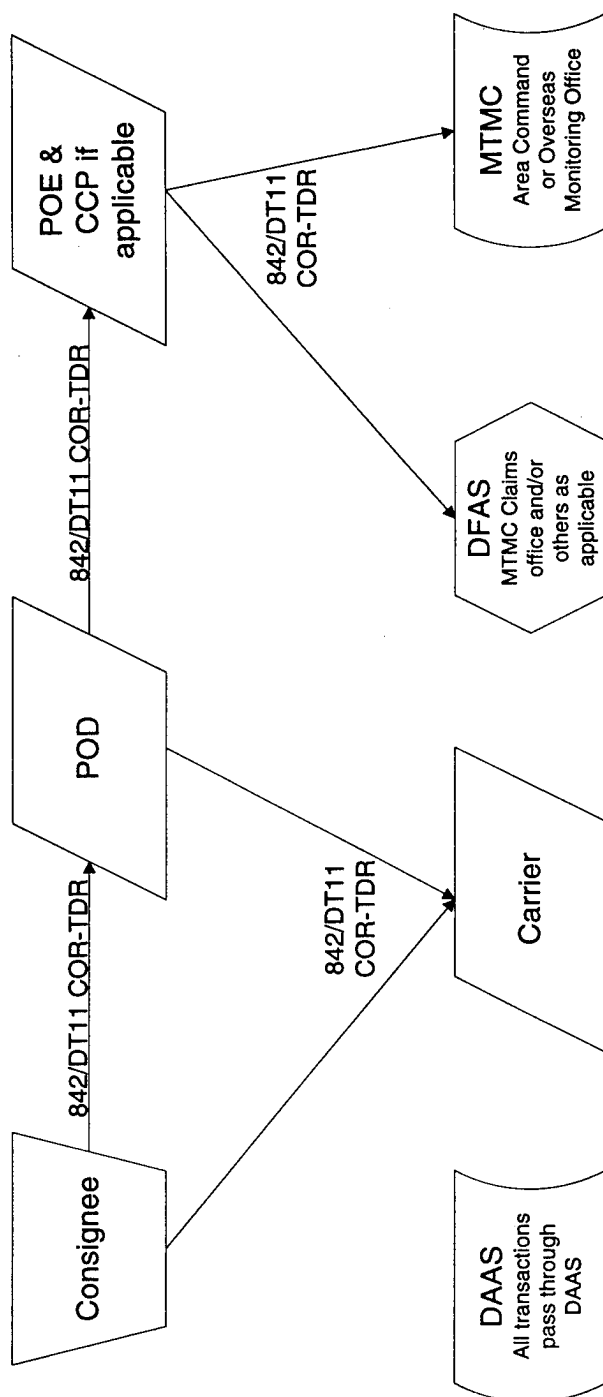 Consignee
842/DT11 COR-TDR
POD
842/DT11 COR-TDR
POE &
CCP if
applicable
842/DT11
COR-TDR
842/DT11
COR-TDR
DAAS
All transactions
pass through
DAAS
Carrier
DFAS
MTMC Claims
office and/or
others as
applicable
MTMC
Area Command
or Overseas
Monitoring Office